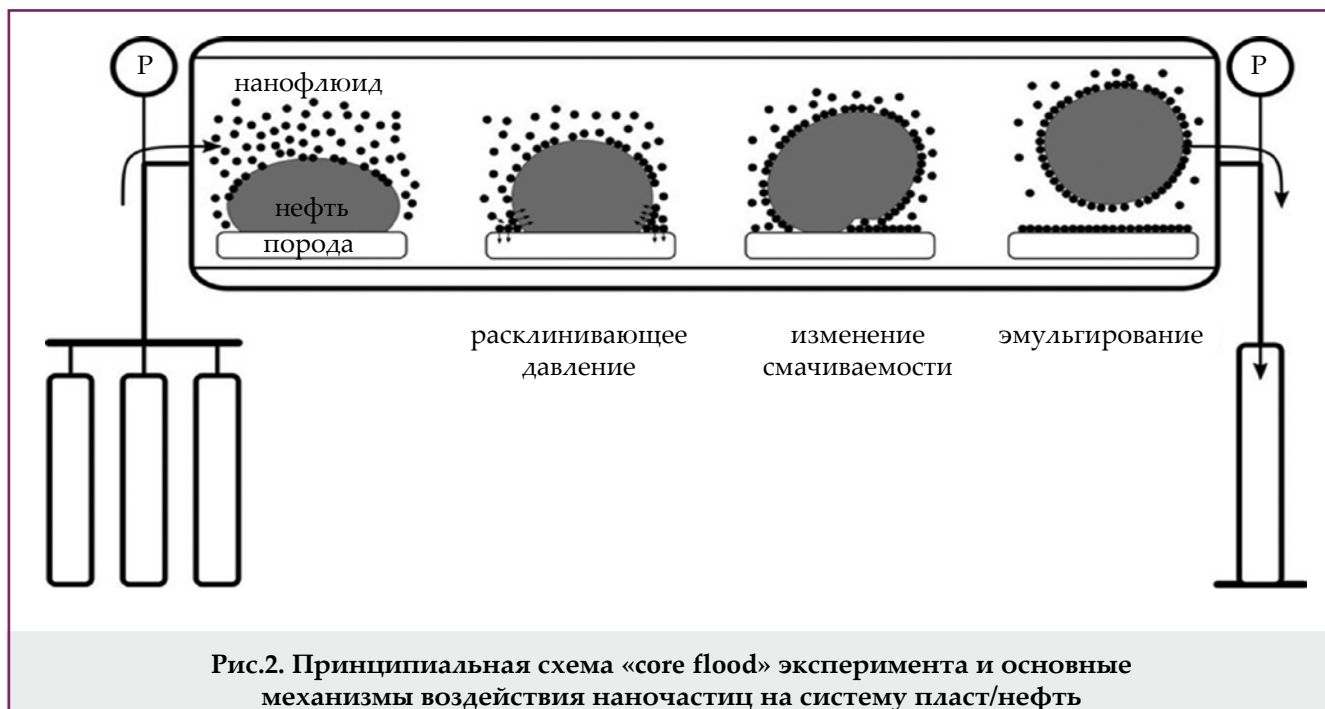 P
P
нанофлюид
нефть
порода
расклинивающее
давление
изменение
смачиваемости
эмульгирование
Рис.2. Принципиальная схема «core flood» эксперимента и основные
механизмы воздействия наночастиц на систему пласт/нефть